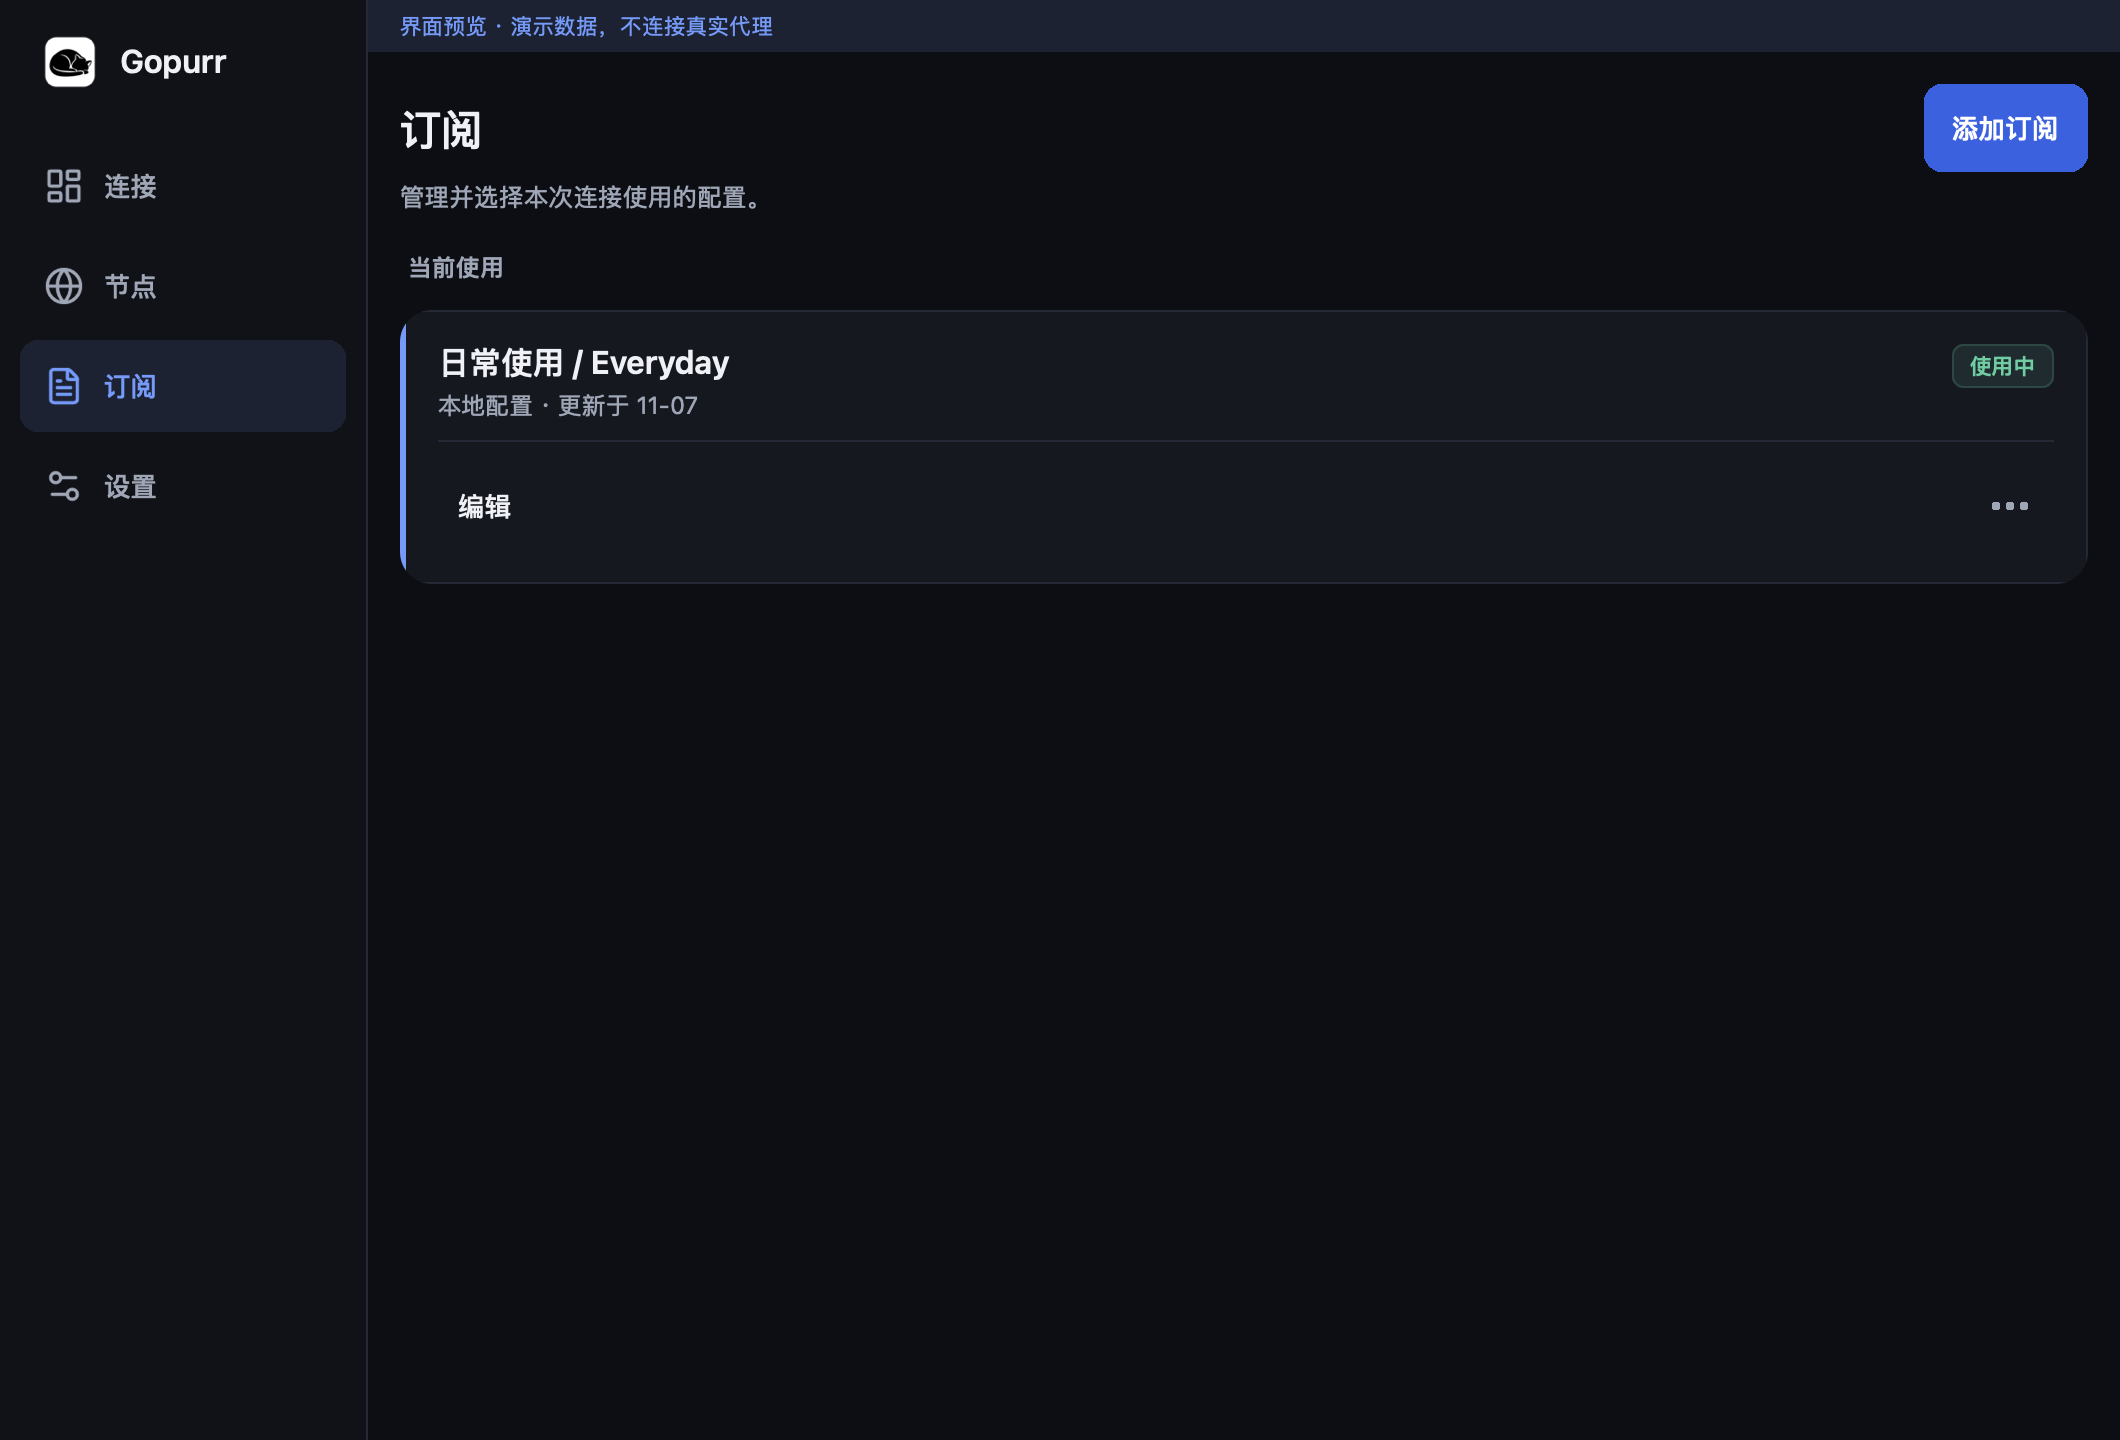 Gopurr
连接
节点
订阅
设置
界面预览 · 演示数据，不连接真实代理
订阅
添加订阅
管理并选择本次连接使用的配置。
当前使用
日常使用 / Everyday
使用中
本地配置 · 更新于 11-07
编辑